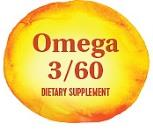 Omega
3/60
DIETARY SUPPLEMENT